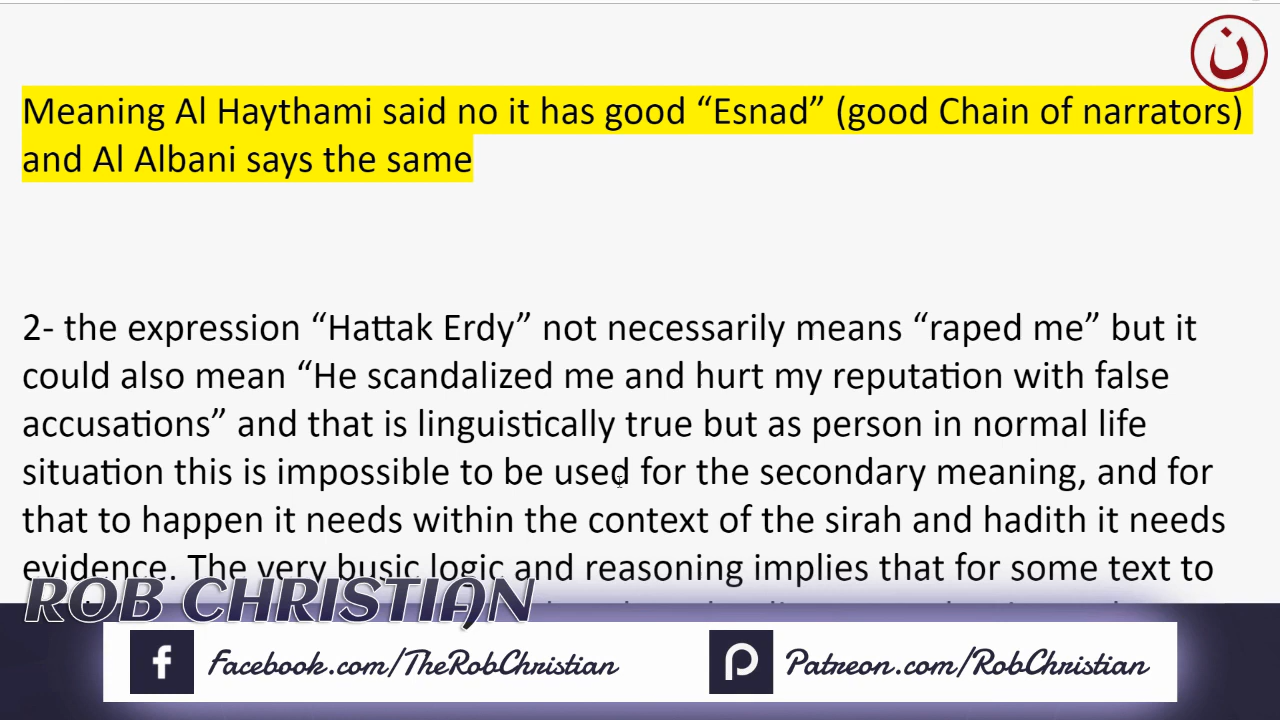 ن
Meaning Al Haythami said no it has good “Esnad” (good Chain of narrators)
and Al Albani says the same
2- the expression “Hattak Erdy” not necessarily means “raped me” but it
could also mean “He scandalized me and hurt my reputation with false
accusations” and that is linguistically true but as person in normal life
situation this is impossible to be used for the secondary meaning, and for
that to happen it needs within the context of the sirah and hadith it needs
evidence. The very busic logic and reasoning implies that for some text to
ROB CHRISTIAN
Facebook.com/TheRobChristian
Patreon.com/RobChristian